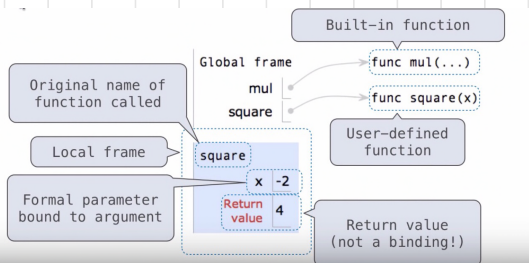 Built-in function
Global frame
func mul(...)
mul
Original name of
function called
func square(x)
square
User-defined
function
Local frame
square
x -2
Formal parameter
bound to argument
Return
value
4
Return value
(not a binding!)